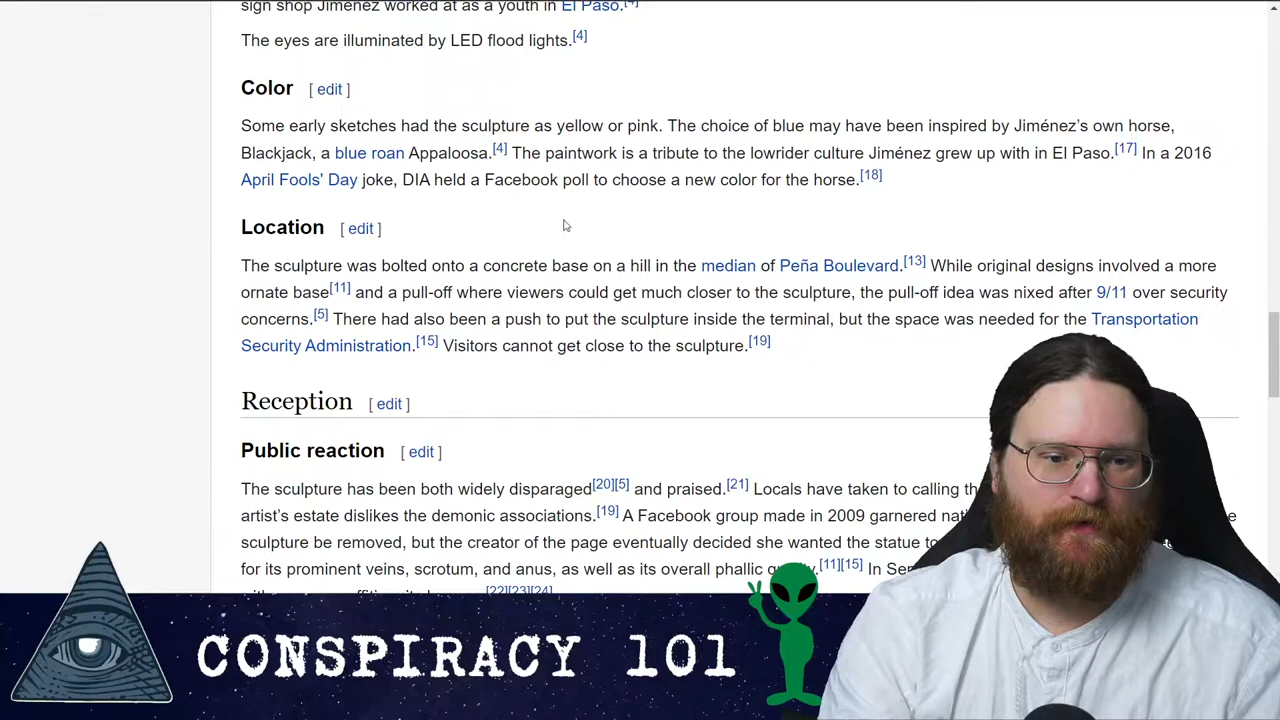 sign shop Jiménez worked at as a youth in El Paso.[4]
The eyes are illuminated by LED flood lights.[4]
Color [ edit ]
Some early sketches had the sculpture as yellow or pink. The choice of blue may have been inspired by Jiménez’s own horse,
Blackjack, a blue roan Appaloosa.[4] The paintwork is a tribute to the lowrider culture Jiménez grew up with in El Paso.[17] In a 2016
April Fools' Day joke, DIA held a Facebook poll to choose a new color for the horse.[18]
Location [ edit ]
The sculpture was bolted onto a concrete base on a hill in the median of Peña Boulevard.[13] While original designs involved a more
ornate base[11] and a pull-off where viewers could get much closer to the sculpture, the pull-off idea was nixed after 9/11 over security
concerns.[5] There had also been a push to put the sculpture inside the terminal, but the space was needed for the Transportation
Security Administration.[15] Visitors cannot get close to the sculpture.[19]
Reception [ edit ]
Public reaction [ edit ]
The sculpture has been both widely disparaged[20][5] and praised.[21] Locals have taken to calling
artist’s estate dislikes the demonic associations.[19] A Facebook group made in 2009 garnered
sculpture be removed, but the creator of the page eventually decided she wanted the statue
for its prominent veins, scrotum, and anus, as well as its overall phallic [11][15] In
[22][23][24]
CONSPIRACY 101